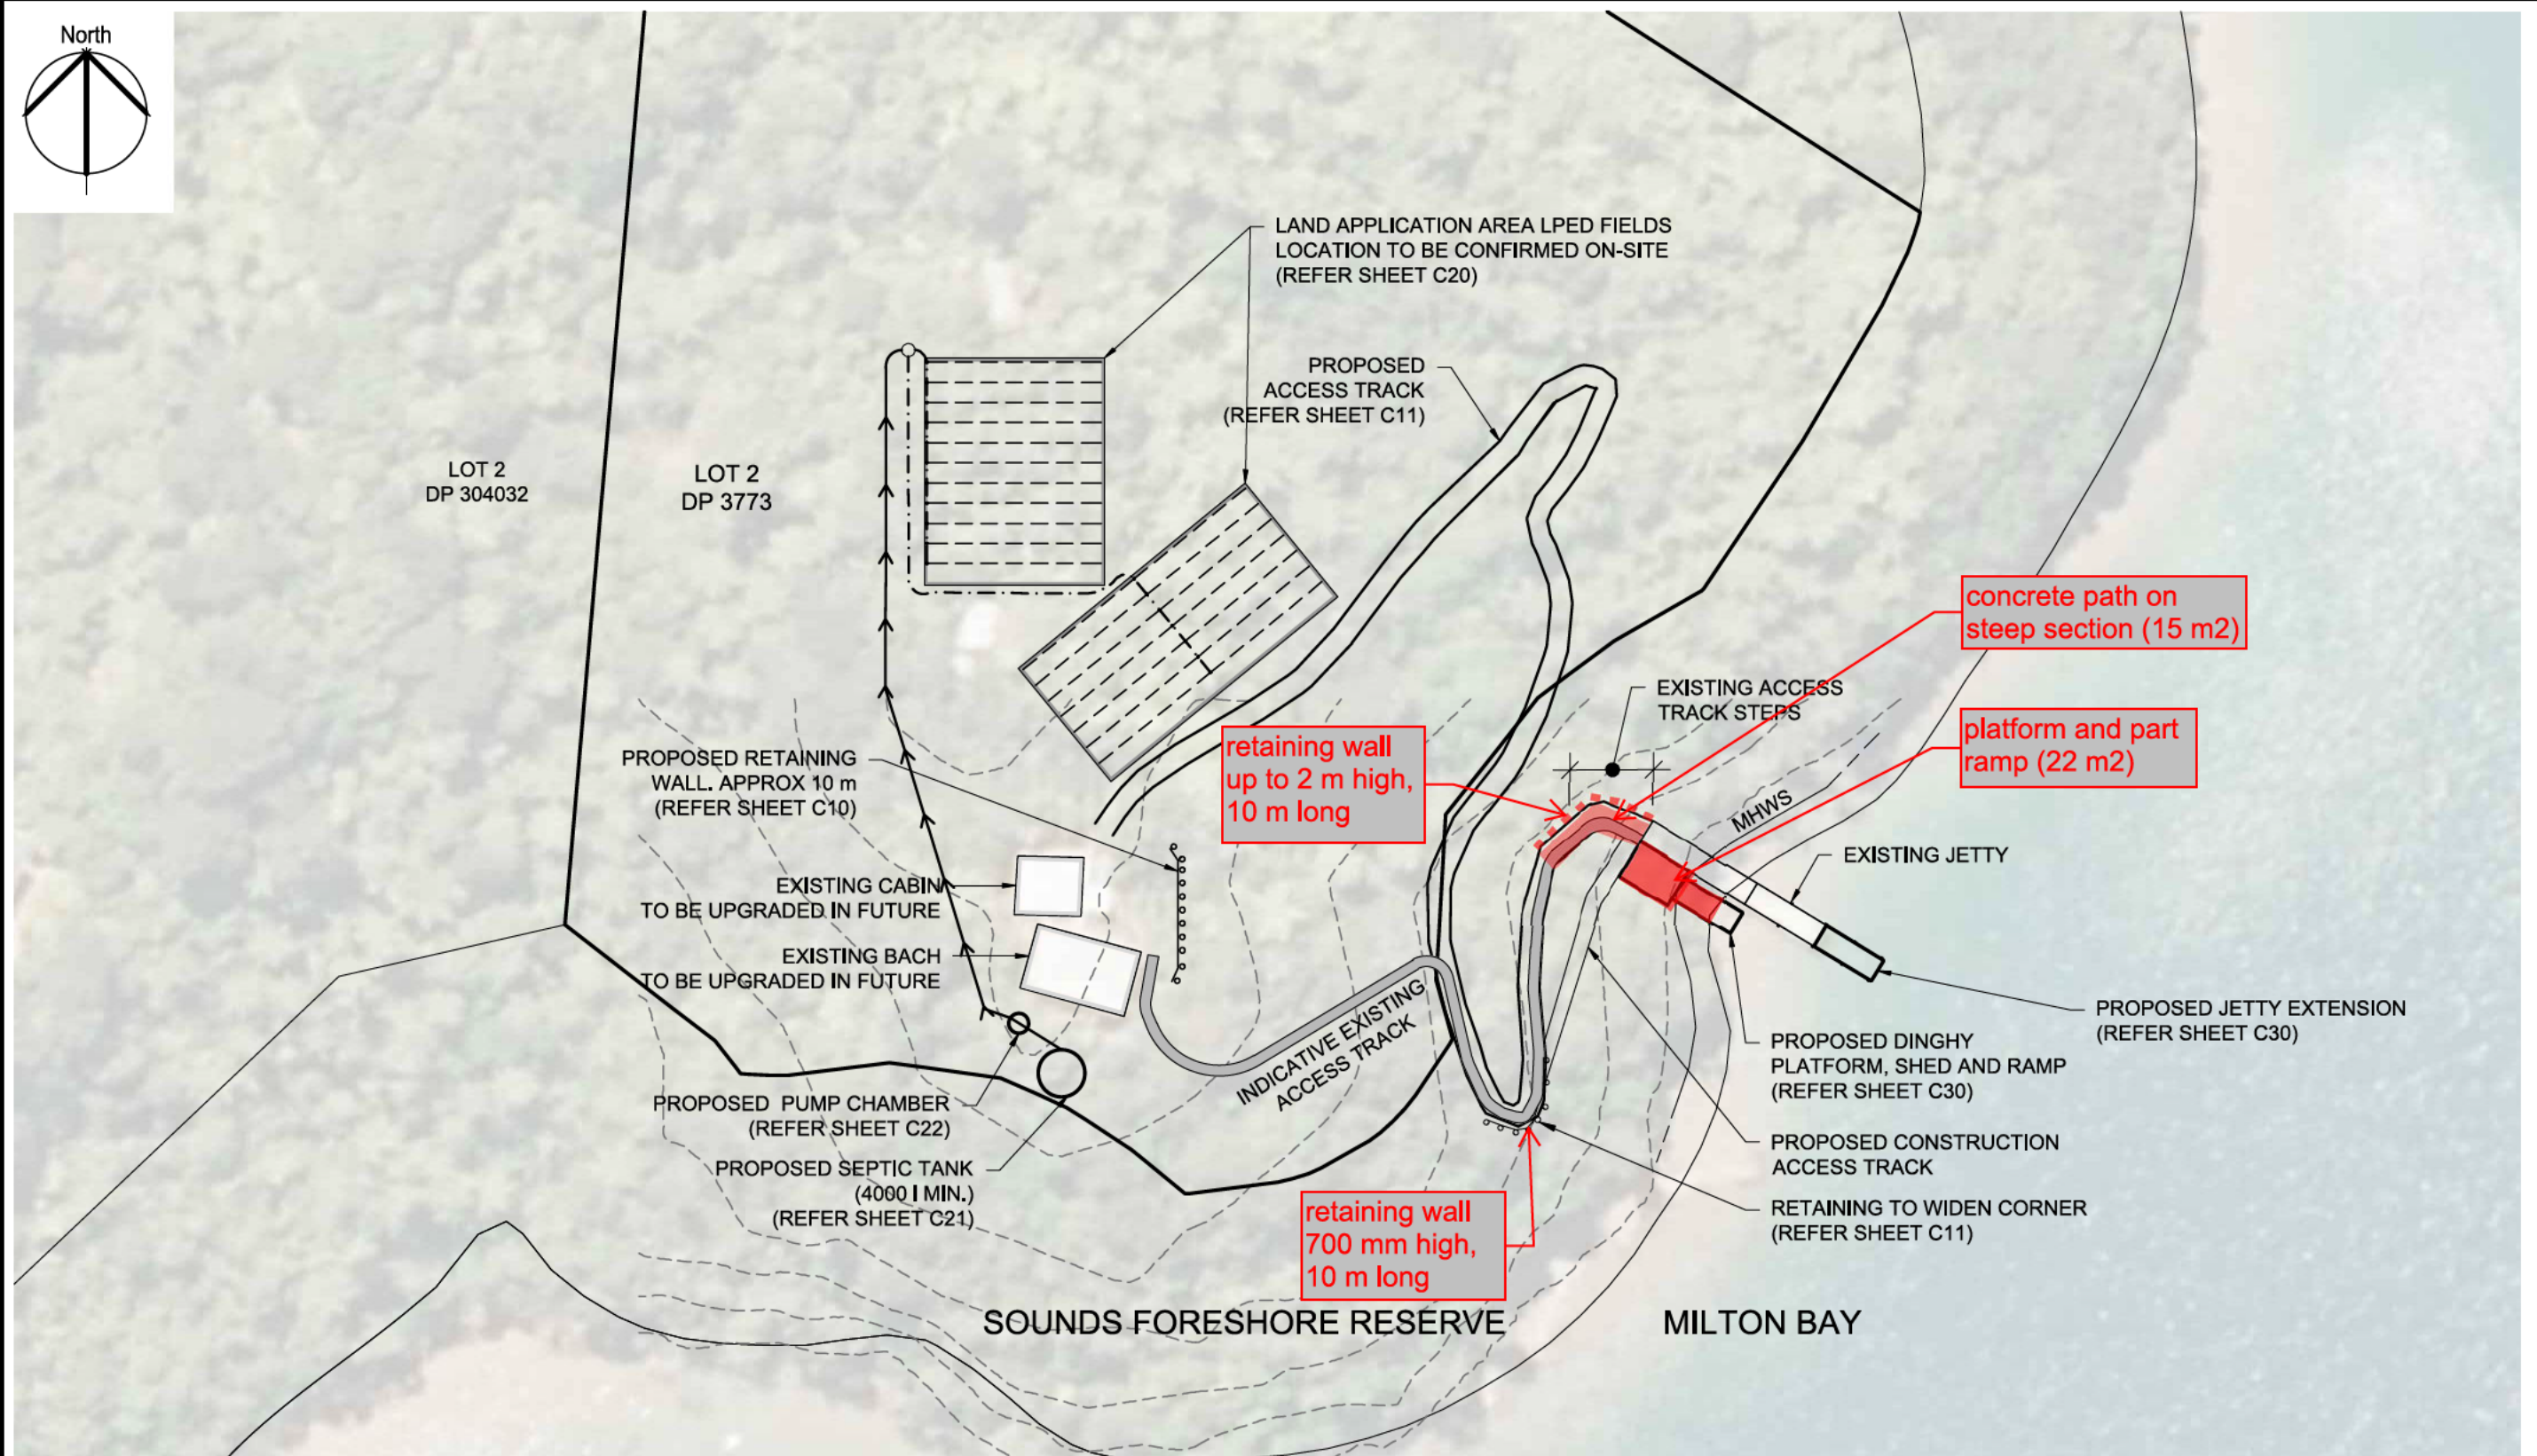 North
LAND APPLICATION AREA LPED FIELDS
LOCATION TO BE CONFIRMED ON-SITE
(REFER SHEET C20)
PROPOSED
ACCESS TRACK
(REFER SHEET C11)
LOT 2
DP 304032
LOT 2
DP 3773
concrete path on
steep section (15 m2)
EXISTING ACCESS
TRACK STEPS
platform and part
ramp (22 m2)
retaining wall
up to 2 m high,
10 m long
PROPOSED RETAINING
WALL. APPROX 10 m
(REFER SHEET C10)
MHWS
EXISTING JETTY
EXISTING CABIN
TO BE UPGRADED IN FUTURE
EXISTING BACH
TO BE UPGRADED IN FUTURE
INDICATIVE EXISTING
ACCESS TRACK
PROPOSED JETTY EXTENSION
(REFER SHEET C30)
PROPOSED DINGHY
PLATFORM, SHED AND RAMP
(REFER SHEET C30)
PROPOSED PUMP CHAMBER
(REFER SHEET C22)
PROPOSED CONSTRUCTION
ACCESS TRACK
PROPOSED SEPTIC TANK
(4000 l MIN.)
(REFER SHEET C21)
RETAINING TO WIDEN CORNER
(REFER SHEET C11)
retaining wall
700 mm high,
10 m long
SOUNDS FORESHORE RESERVE
MILTON BAY